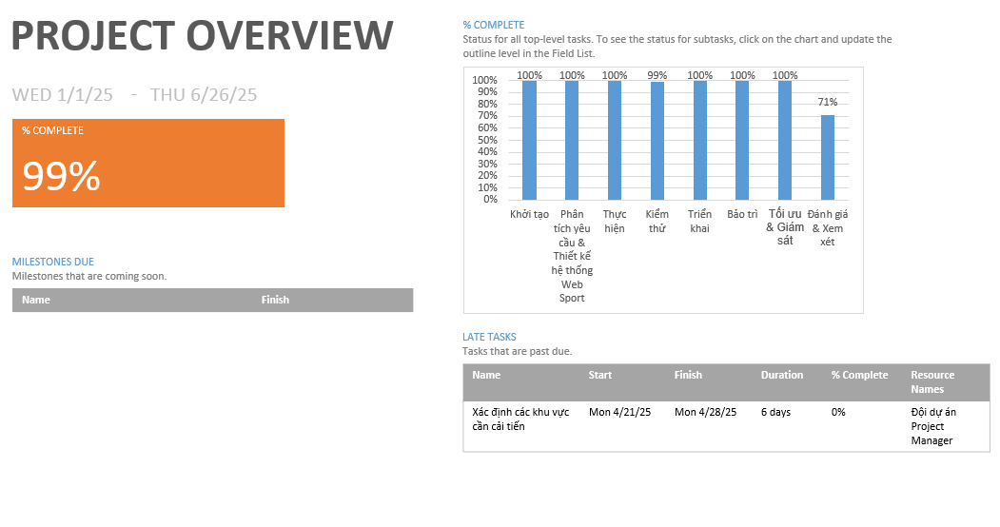 PROJECT OVERVIEW
WED 1/1/25 - THU 6/26/25
% COMPLETE
99%
MILESTONES DUE
Milestones that are coming soon.
Name Finish
% COMPLETE
Status for all top-level tasks. To see the status for subtasks, click on the chart and update the
outline level in the Field List.
100% 100% 100% 99% 100% 100% 100% 71%
100%
90%
80%
70%
60%
50%
40%
30%
20%
10%
0%
Khởi tạo
Phân
tích yêu
cầu &
Thiết kế
hệ thống
Web
Sport
Thực
hiện
Kiểm
thử
Triển
khai
Bảo trì
Tối ưu
& Giám
sát
Đánh giá
& Xem
xét
LATE TASKS
Tasks that are past due.
Name Start Finish Duration % Complete Resource
Names
Xác định các khu vực Mon 4/21/25 Mon 4/28/25 6 days 0% Đội dự án
cần cải tiến Project
Manager